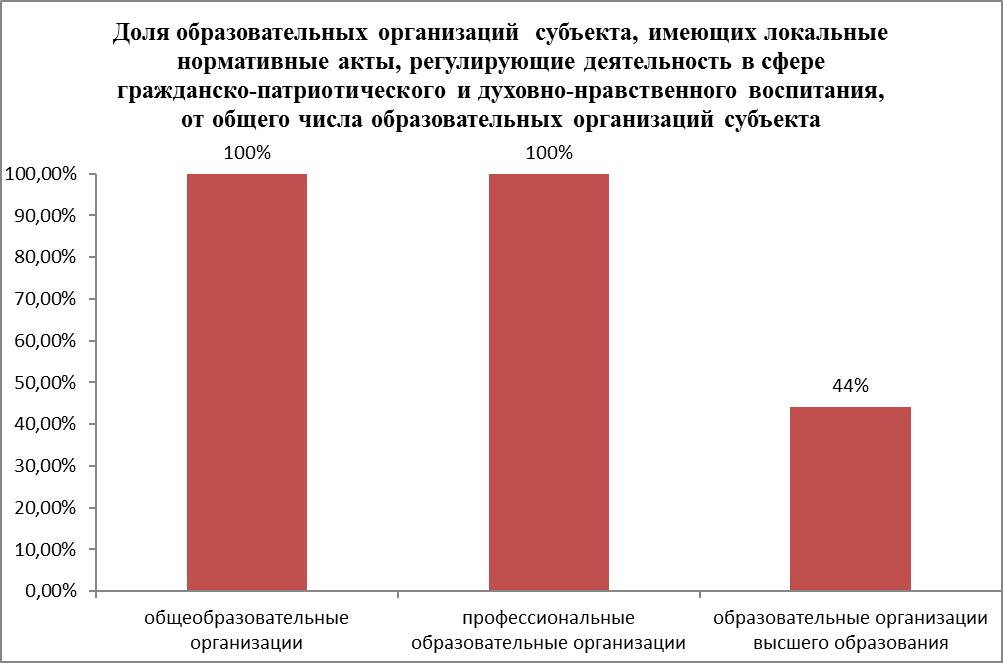 Доля образовательных организаций субъекта, имеющих локальные
нормативные акты, регулирующие деятельность в сфере
гражданско-патриотического и духовно-нравственного воспитания,
от общего числа образовательных организаций субъекта
100%
100%
44%
100,00%
90,00%
80,00%
70,00%
60,00%
50,00%
40,00%
30,00%
20,00%
10,00%
0,00%
общеобразовательные
организации
профессиональные
образовательные организации
образовательные организации
высшего образования